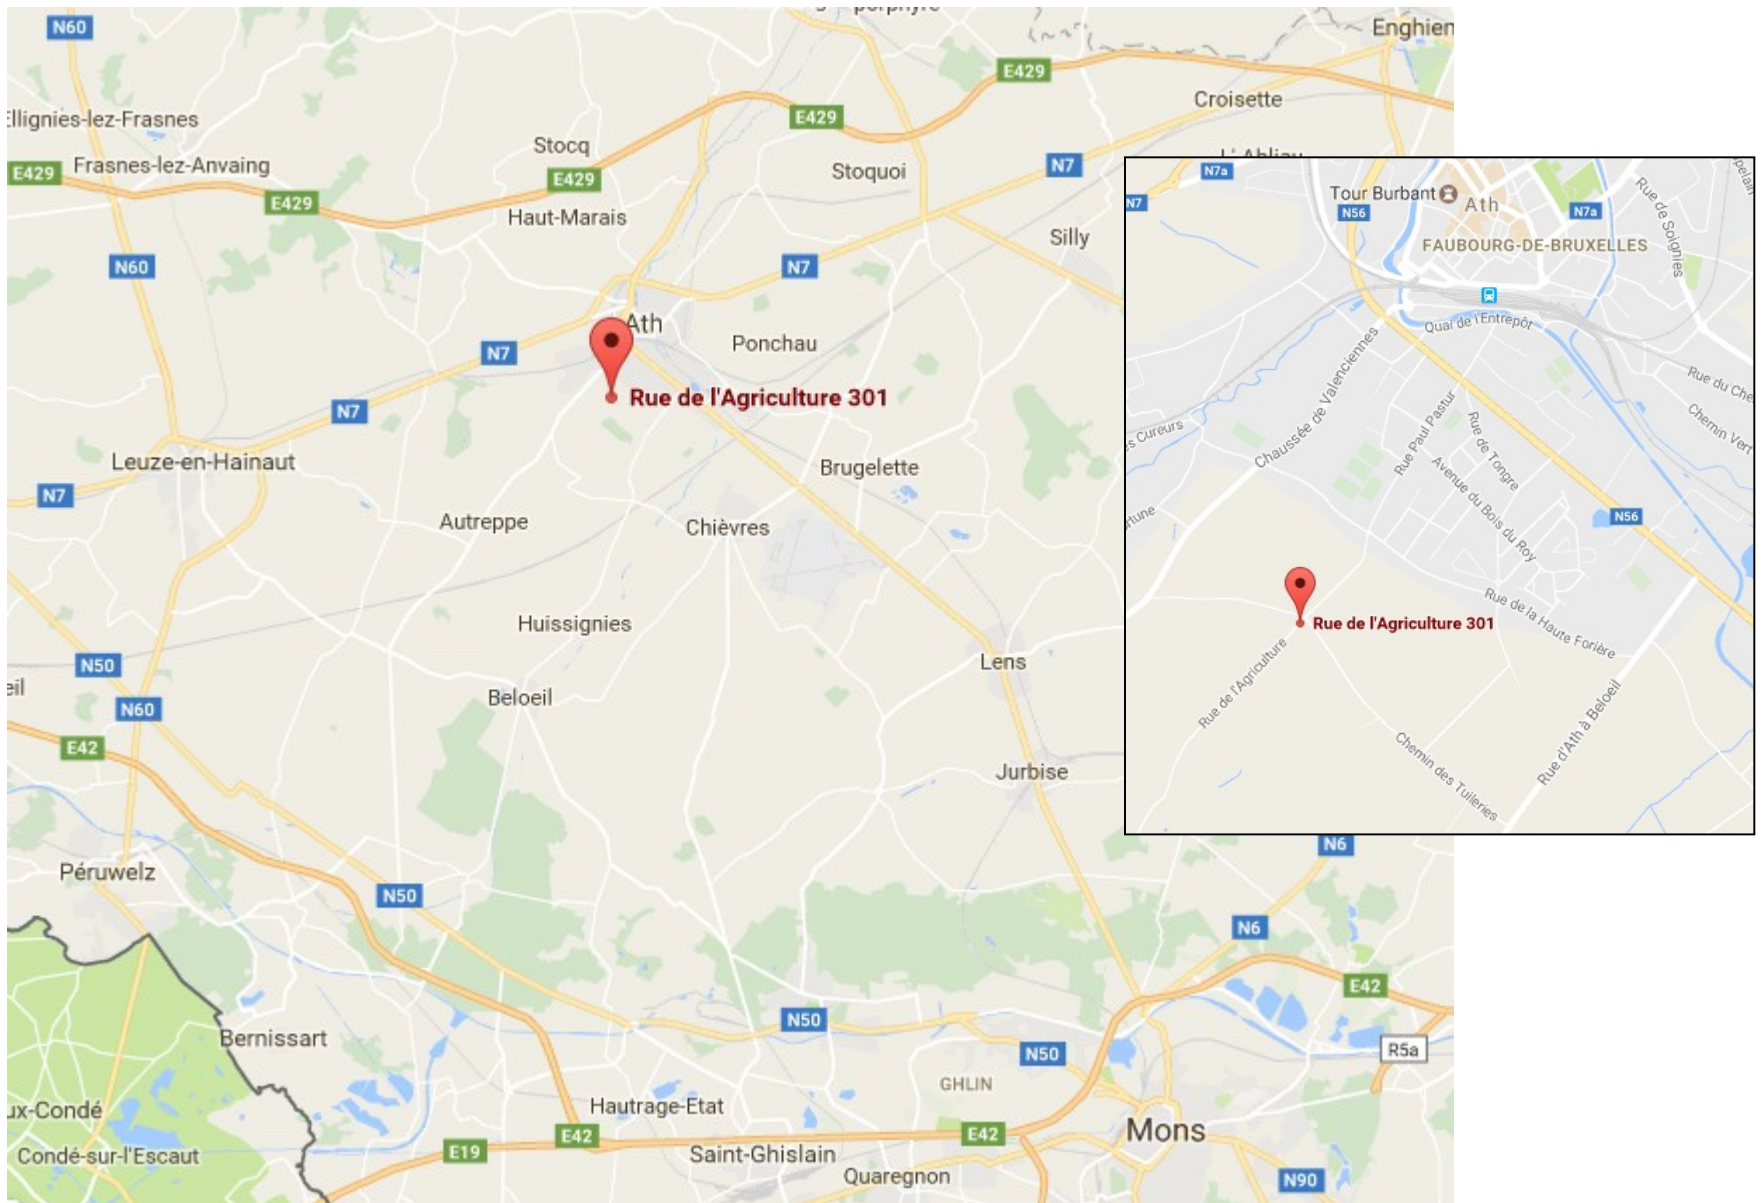 N60
Enghien
E429
Croisette
Ellignies-lez-Frasnes
E429
Stocq
Stoquoi
N7
E429
Frasnes-lez-Anvaing
E429
E429
Haut-Marais
Silly
N60
N7
Ath
Ponchau
N7
Rue de l'Agriculture 301
N7
Leuze-en-Hainaut
Brugelette
N7
Autreppe
Chièvres
Huissignies
Lens
N50
Beloeil
N60
E42
Jurbise
Péruwelz
N50
N6
N6
E42
N50
Bernissart
N50
R5a
GHLIN
ux-Condé
Hautrage-Etat
Mons
E42
E42
E19
Saint-Ghislain
Condé-sur-l'Escaut
Quaregnon
N90
N7a
Tour Burbant
Ath
N7
N56
N7a
Rue de Soignies
FAUBOURG-DE-BRUXELLES
Quai de l'Entrepôt
Chaussée de Valenciennes
Rue du Che
Rue Paul Pastur
Rue de Tongre
Chemin Vert
s Cureurs
Avenue du Bois du Roy
N56
rtune
Rue de la Haute Forière
Rue de l'Agriculture 301
Rue de l'Agriculture
Rue d'Ath à Beloeil
Chemin des Tuileries